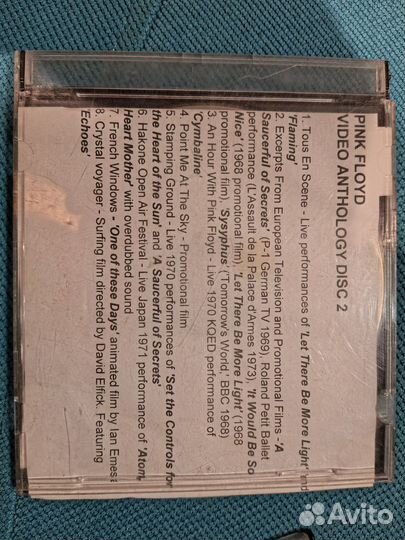 PINK FLOYD
VIDEO ANTHOLOGY DISC 2
1. Tous En Scene - Live performances of 'Let There Be More Light' and
'Flaming'
2. Excerpts From European Television and Promotional Films - 'A
Saucerful of Secrets' (P-1 German TV 1969), Roland Petit Ballet
performance (L'Assault de la Palace d'Armes 1973), 'It Would Be So
Nice' (1968 promotional film), 'Let There Be More Light' (1968
promotional film), 'Sysyphus' ('Tomorrow's World,' BBC 1968)
3. An Hour With Pink Floyd - Live 1970 KQED performance of
'Cymbaline'
4. Point Me At The Sky - Promotional film
5. Stamping Ground - Live 1970 performances of 'Set the Controls for
the Heart of the Sun' and 'A Saucerful of Secrets'
6. Hakone Open Air Festival - Live Japan 1971 performance of 'Atom
Heart Mother' with overdubbed sound
7. French Windows - 'One of these Days' animated film by Ian Emes
8. Crystal voyager - Surfing film directed by David Elfick. Featuring
'Echoes'
Avito